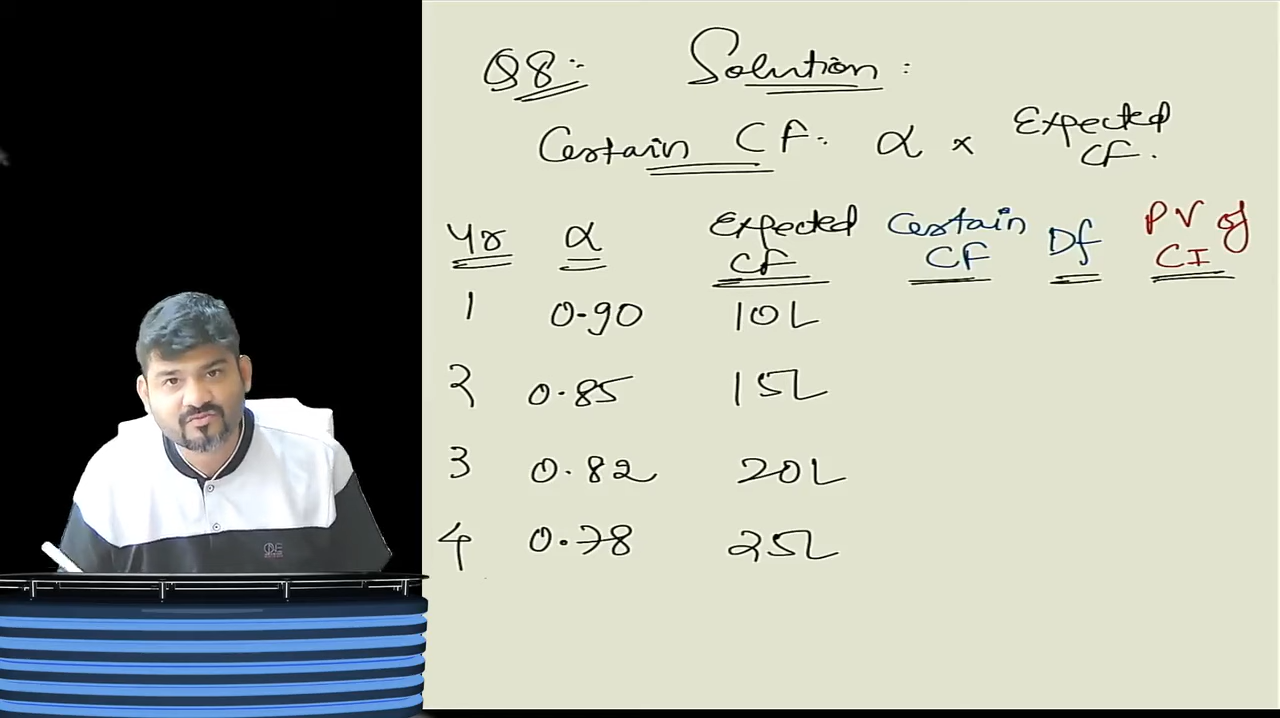 Q8:- Solution:
Certain CF: α × Expected CF.
Yr α Expected CF Certain CF Df PV of CI
1 0.90 10L
2 0.85 15L
3 0.82 20L
4 0.78 25L